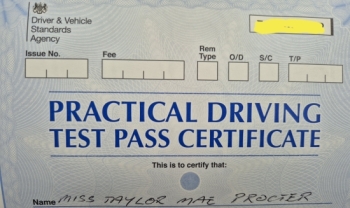 Driver & Vehicle
Standards
Agency
Issue No. Fee Rem Type O/D S/C T/P
PRACTICAL DRIVING
TEST PASS CERTIFICATE
This is to certify that:
Name MISS TAYLOR MAE PROCTER